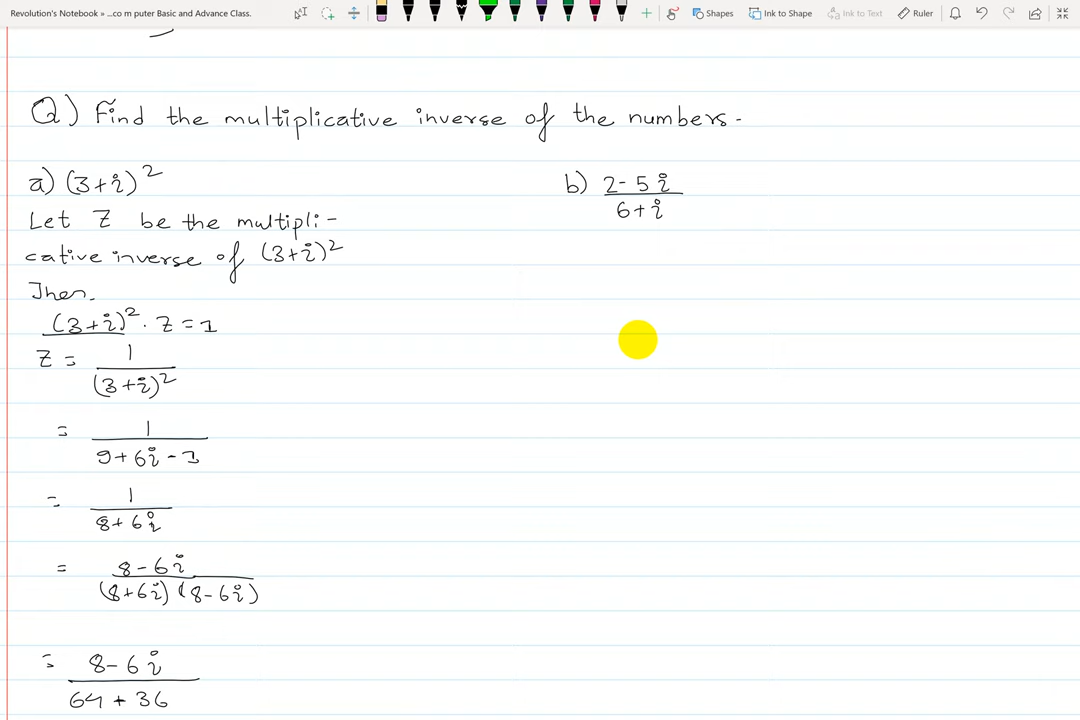 Revolution's Notebook » ...co m puter Basic and Advance Class.
Shapes
Ink to Shape
Ink to Text
Ruler
Q) Find the multiplicative inverse of the numbers.
a) (3+i)²
Let Z be the multipli-
cative inverse of (3+i)²
Then.
(3+i)² . Z = 1
Z = 1/(3+i)²
= 1/(9+6i-1)
= 1/(8+6i)
= (8-6i)/((8+6i)(8-6i))
= (8-6i)/(64+36)
b) (2-5i)/(6+i)